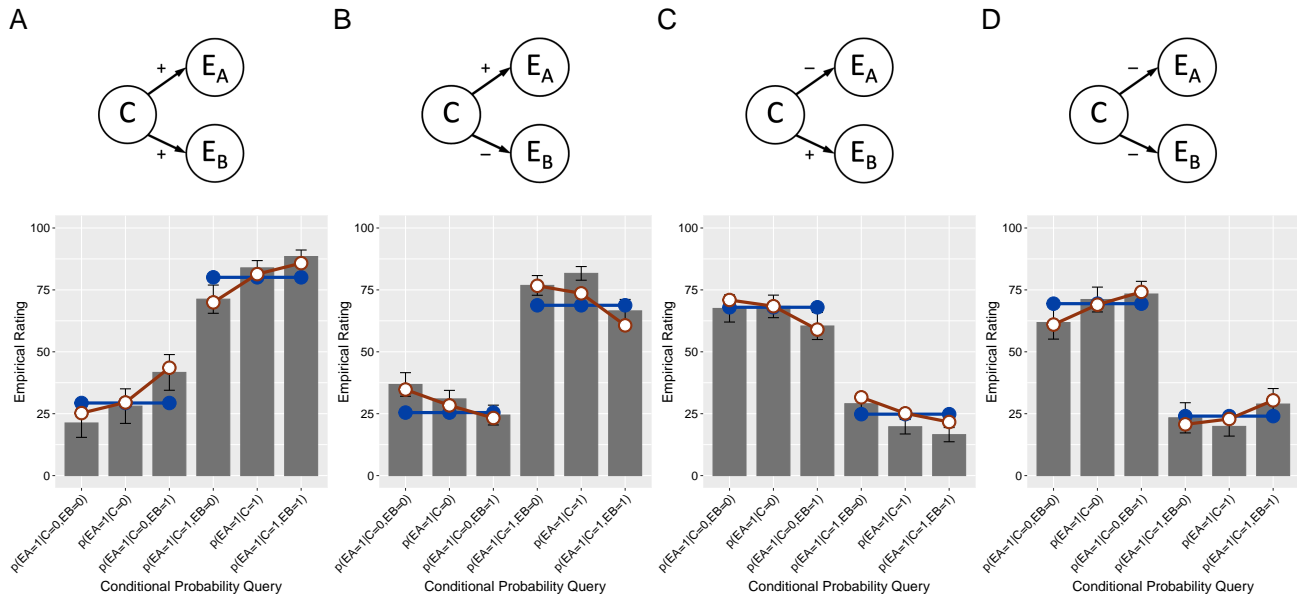 A
+
E_A
C
+
E_B
100
75
50
25
0
Empirical Rating
p(EA=1|C=0,EB=0)
p(EA=1|C=0)
p(EA=1|C=0,EB=1)
p(EA=1|C=1,EB=0)
p(EA=1|C=1)
p(EA=1|C=1,EB=1)
Conditional Probability Query
B
+
E_A
C
−
E_B
100
75
50
25
0
Empirical Rating
p(EA=1|C=0,EB=0)
p(EA=1|C=0)
p(EA=1|C=0,EB=1)
p(EA=1|C=1,EB=0)
p(EA=1|C=1)
p(EA=1|C=1,EB=1)
Conditional Probability Query
C
−
E_A
C
+
E_B
100
75
50
25
0
Empirical Rating
p(EA=1|C=0,EB=0)
p(EA=1|C=0)
p(EA=1|C=0,EB=1)
p(EA=1|C=1,EB=0)
p(EA=1|C=1)
p(EA=1|C=1,EB=1)
Conditional Probability Query
D
−
E_A
C
−
E_B
100
75
50
25
0
Empirical Rating
p(EA=1|C=0,EB=0)
p(EA=1|C=0)
p(EA=1|C=0,EB=1)
p(EA=1|C=1,EB=0)
p(EA=1|C=1)
p(EA=1|C=1,EB=1)
Conditional Probability Query